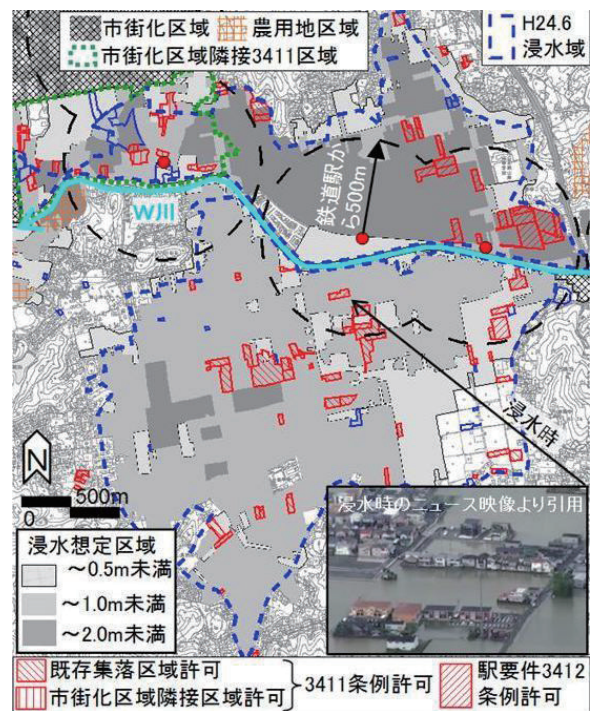 市街化区域
農用地区域
市街化区域隣接3411区域
H24.6
浸水域
鉄道駅から500m
WJII
浸水時
N
500m
0
浸水時のニュース映像より引用
浸水想定区域
～0.5m未満
～1.0m未満
～2.0m未満
既存集落区域許可
市街化区域隣接区域許可
3411条例許可
駅要件3412
条例許可